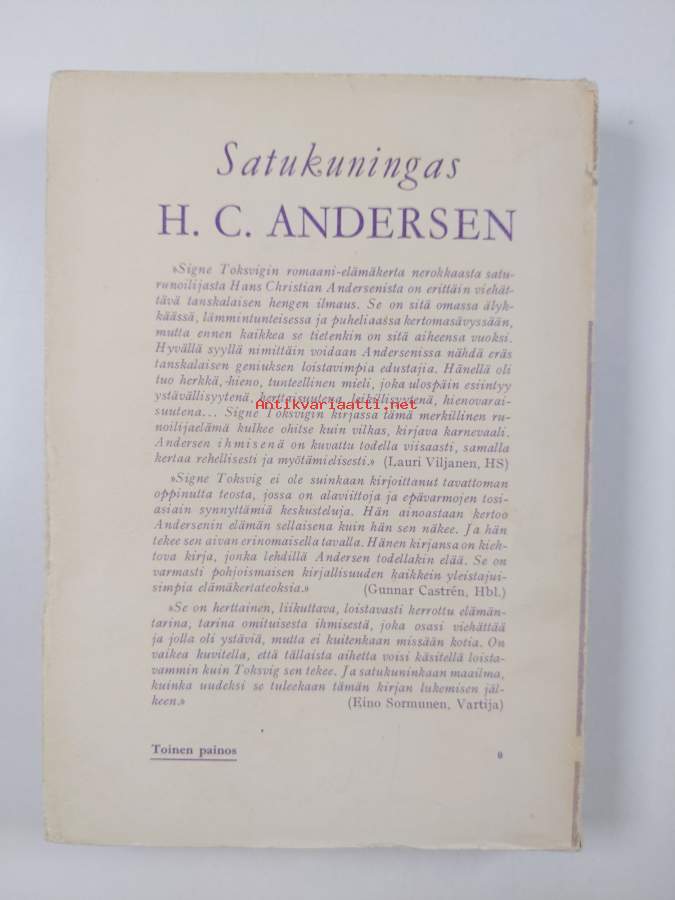 Satukuningas
H. C. ANDERSEN
»Signe Toksvigin romaani-elämäkerta nerokkaasta satu-
runoilijasta Hans Christian Andersenista on erittäin viehät-
tävä tanskalaisen hengen ilmaus. Se on sitä omassa älyk-
käässä, lämmintunteisessa ja puheliaassa kertomasävyssään,
mutta ennen kaikkea se tietenkin on sitä aiheensa vuoksi.
Hyvällä syyllä nimittäin voidaan Andersenissa nähdä eräs
tanskalaisen geniuksen loistavimpia edustajia. Hänellä oli
tuo herkkä, hieno, tunteellinen mieli, joka ulospäin esiintyy
ystävällisyytenä, herttaisuutena, leikillisyytenä, hienovarai-
Antikvariaatti.net
suutena... Signe Toksvigin kirjassa tämä merkillinen ru-
noilijaelämä kulkee ohitse kuin vilkas, kirjava karnevaali.
Andersen ihmisenä on kuvattu todella viisaasti, samalla
kertaa rehellisesti ja myötämielisesti.» (Lauri Viljanen, HS)
»Signe Toksvig ei ole suinkaan kirjoittanut tavattoman
oppinutta teosta, jossa on alaviittoja ja epävarmojen tosi-
asiain synnyttämiä keskusteluja. Hän ainoastaan kertoo
Andersenin elämän sellaisena kuin hän sen näkee. Ja hän
tekee sen aivan erinomaisella tavalla. Hänen kirjansa on kieh-
tova kirja, jonka lehdillä Andersen todellakin elää. Se on
varmasti pohjoismaisen kirjallisuuden kaikkein yleistajui-
simpia elämäkertateoksia.» (Gunnar Castrén, Hbl.)
»Se on herttainen, liikuttava, loistavasti kerrottu elämän-
tarina, tarina omituisesta ihmisestä, joka osasi viehättää
ja jolla oli ystäviä, mutta ei kuitenkaan missään kotia. On
vaikea kuvitella, että tällaista aihetta voisi käsitellä loista-
vammin kuin Toksvig sen tekee. Ja satukuninkaan maailma,
kuinka uudeksi se tuleekaan tämän kirjan lukemisen jäl-
keen.» (Eino Sormunen, Vartija)
Toinen painos